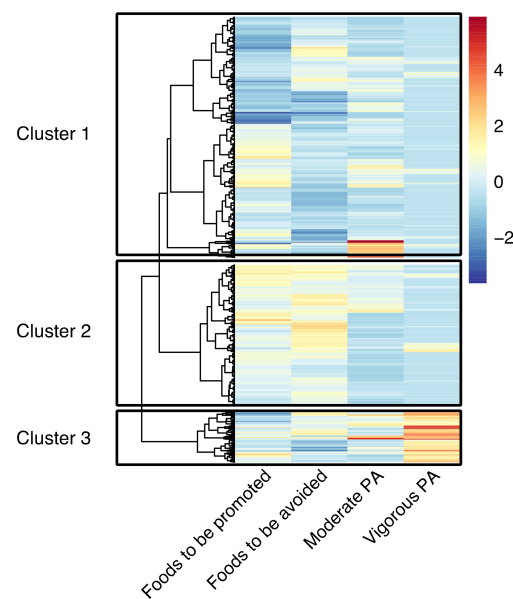 Cluster 1
Cluster 2
Cluster 3
4
2
0
−2
Foods to be promoted
Foods to be avoided
Moderate PA
Vigorous PA